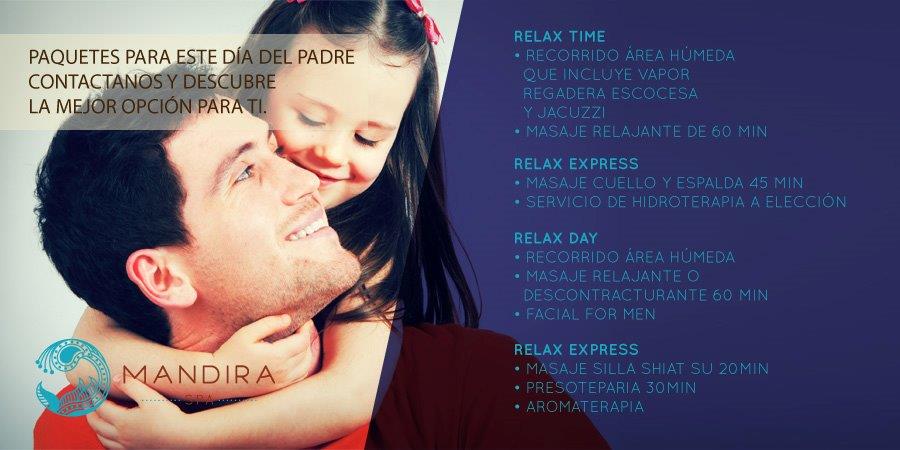 PAQUETES PARA ESTE DÍA DEL PADRE
CONTACTANOS Y DESCUBRE
LA MEJOR OPCIÓN PARA TI.
MANDIRA
SPA
RELAX TIME
• RECORRIDO ÁREA HÚMEDA
QUE INCLUYE VAPOR
REGADERA ESCOCESA
Y JACUZZI
• MASAJE RELAJANTE DE 60 MIN
RELAX EXPRESS
• MASAJE CUELLO Y ESPALDA 45 MIN
• SERVICIO DE HIDROTERAPIA A ELECCIÓN
RELAX DAY
• RECORRIDO ÁREA HÚMEDA
• MASAJE RELAJANTE O
DESCONTRACTURANTE 60 MIN
• FACIAL FOR MEN
RELAX EXPRESS
• MASAJE SILLA SHIAT SU 20MIN
• PRESOTEPARIA 30MIN
• AROMATERAPIA